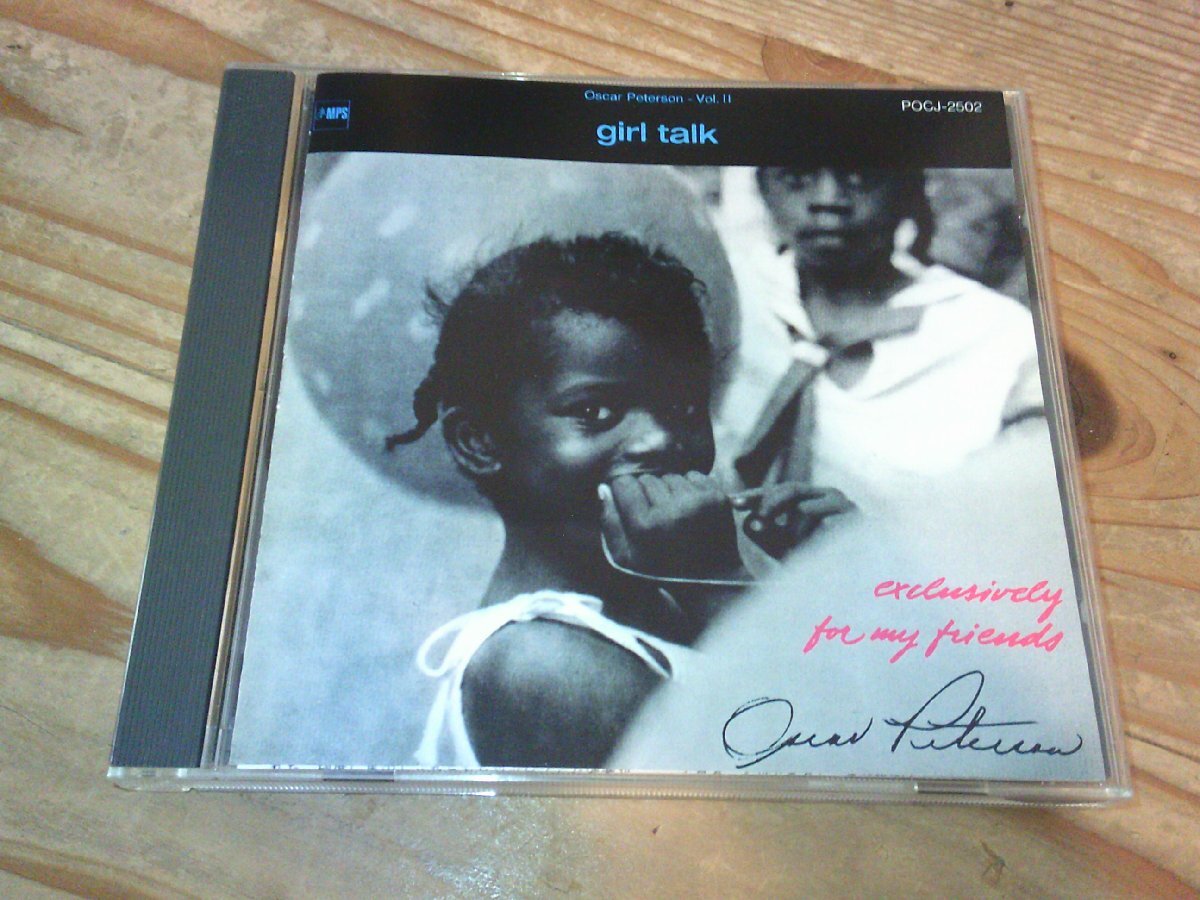 MPS
Oscar Peterson - Vol. II
POCJ-2502
girl talk
exclusively
for my friends
Oscar Peterson